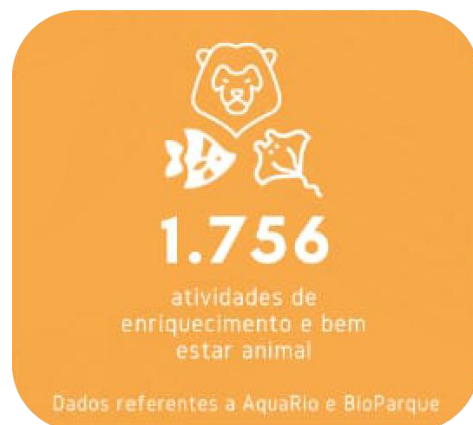 1.756
atividades de
enriquecimento e bem
estar animal
Dados referentes a AquaRio e BioParque